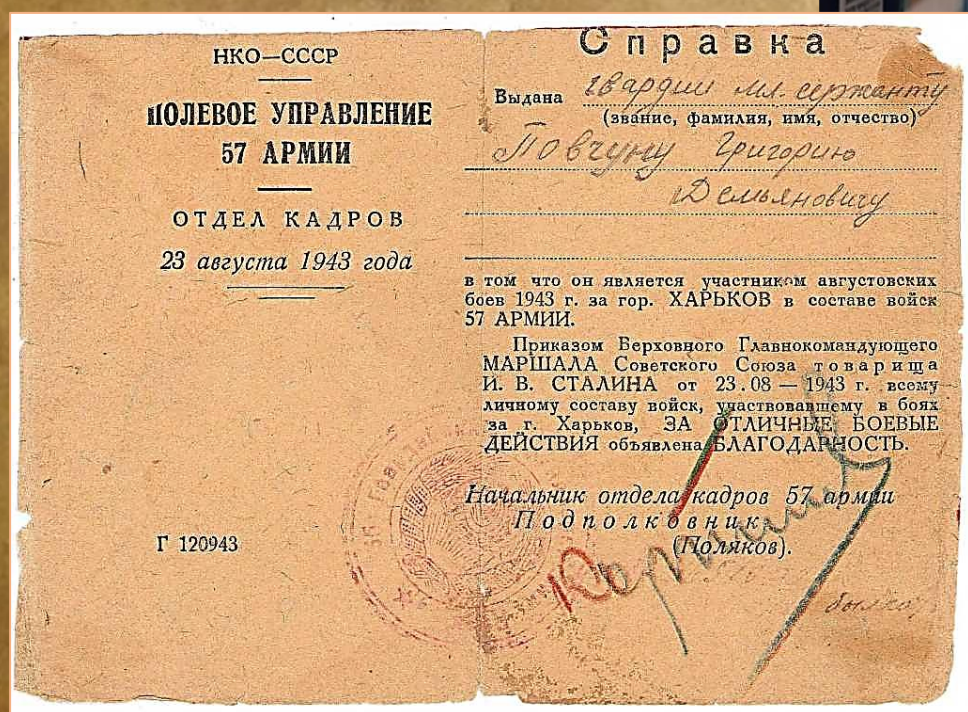 НКО—СССР
ПОЛЕВОЕ УПРАВЛЕНИЕ
57 АРМИИ
ОТДЕЛ КАДРОВ
23 августа 1943 года
Г 120943
Справка
Выдана гвардии мл. сержанту
(звание, фамилия, имя, отчество)
Повчуну Григорию
Демьяновичу
в том что он является участником августовских
боев 1943 г. за гор. ХАРЬКОВ в составе войск
57 АРМИИ.
Приказом Верховного Главнокомандующего
МАРШАЛА Советского Союза товарища
И. В. СТАЛИНА от 23.08 — 1943 г. всему
личному составу войск, участвовавшему в боях
за г. Харьков, ЗА ОТЛИЧНЫЕ БОЕВЫЕ
ДЕЙСТВИЯ объявлена БЛАГОДАРНОСТЬ.
Начальник отдела кадров 57 армии
Подполковник
(Поляков).